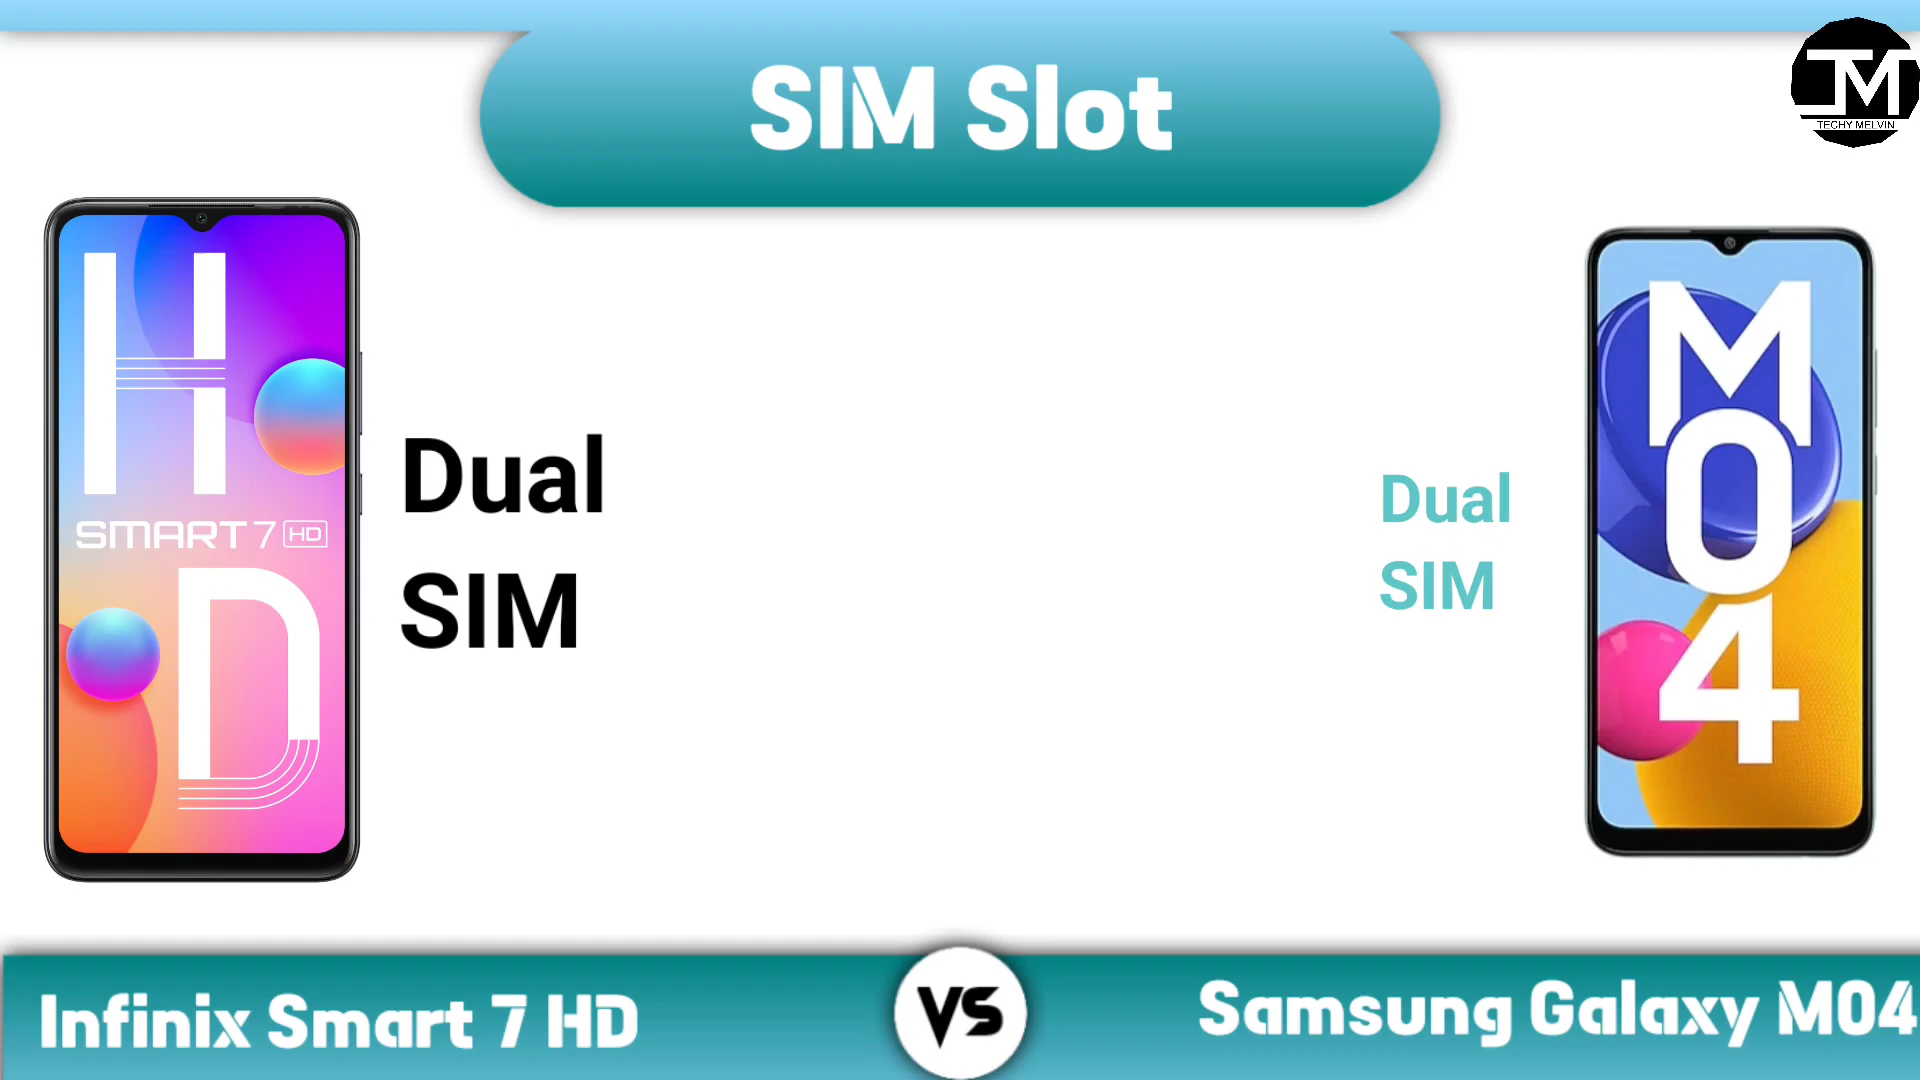 SIM Slot
TM
TECHY MELVIN
H
SMART 7 HD
D
Dual
SIM
Dual
SIM
M
0
4
Infinix Smart 7 HD
VS
Samsung Galaxy M04